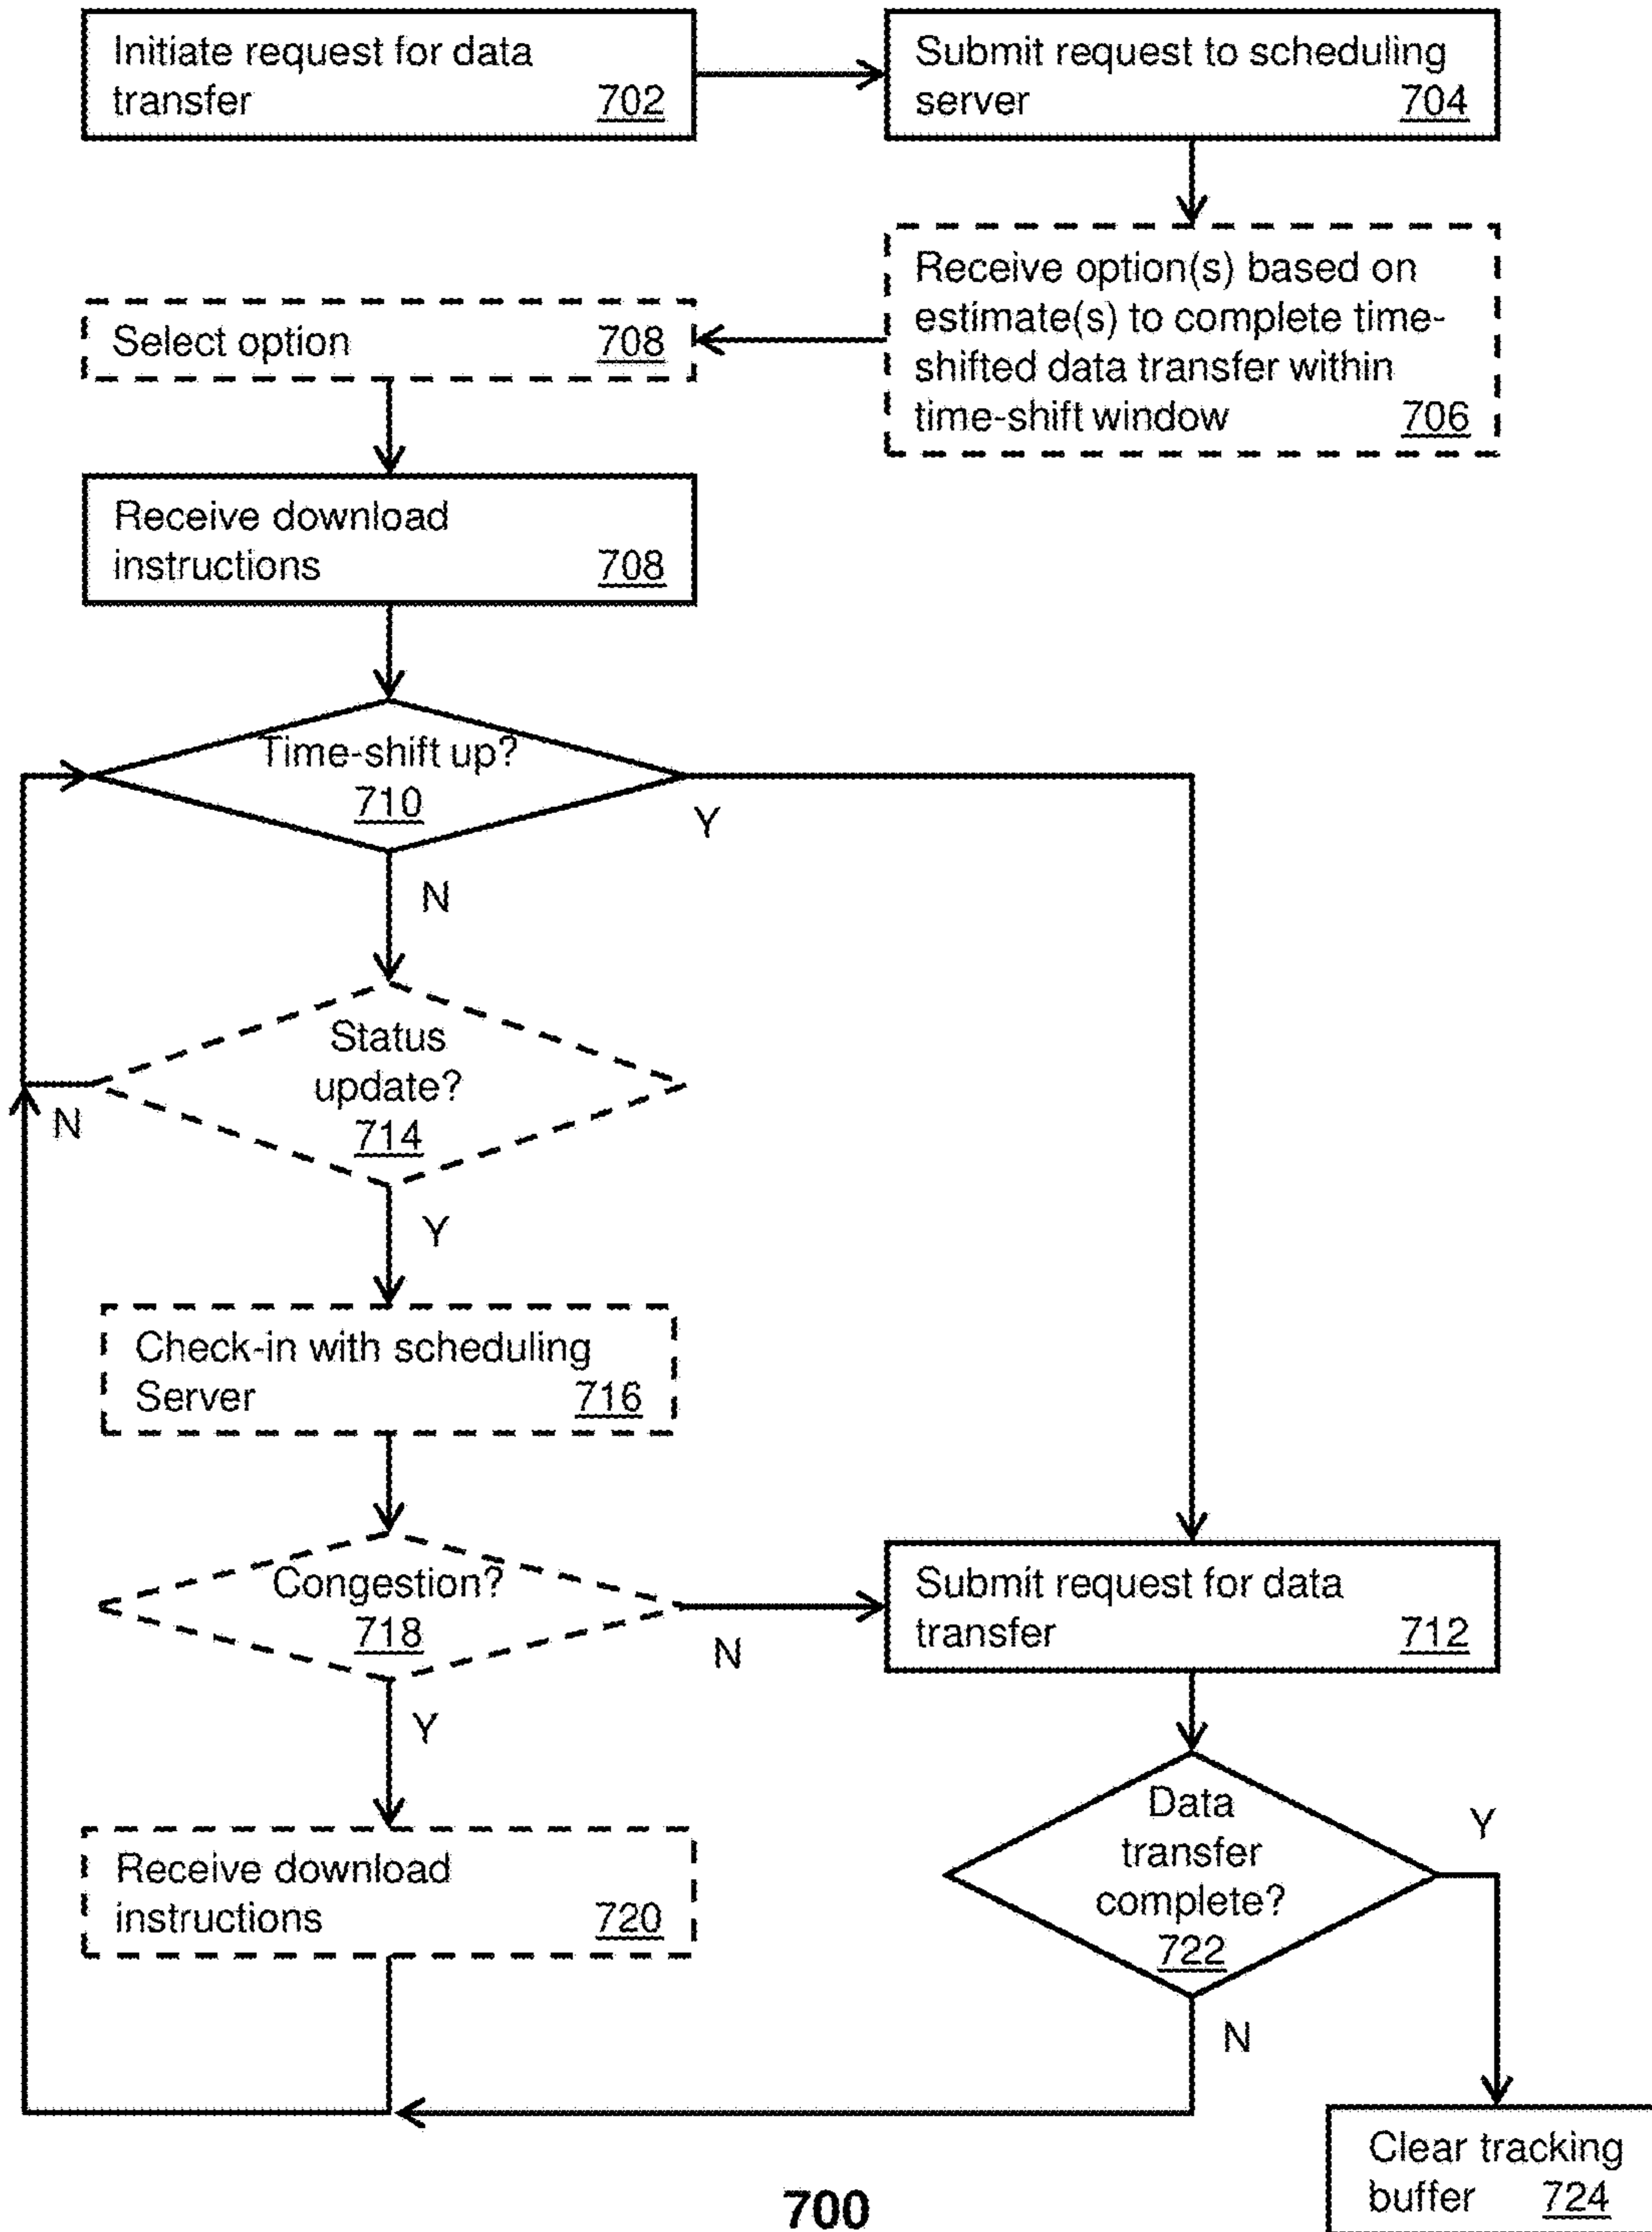 Initiate request for data
transfer 702
Submit request to scheduling
server 704
Receive option(s) based on
estimate(s) to complete time-
shifted data transfer within
time-shift window 706
Select option 708
Receive download
instructions 708
Time-shift up?
710
Y
N
Status
update?
714
N
Y
Check-in with scheduling
Server 716
Congestion?
718
N
Y
Submit request for data
transfer 712
Receive download
instructions 720
Data
transfer
complete?
722
Y
N
Clear tracking
buffer 724
700